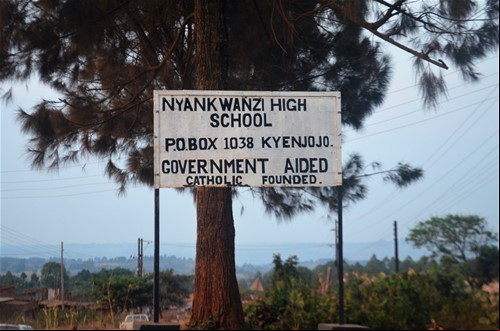 NYANKWANZI HIGH
SCHOOL
P.O.BOX 1038 KYENJOJO.
GOVERNMENT AIDED
CATHOLIC FOUNDED.